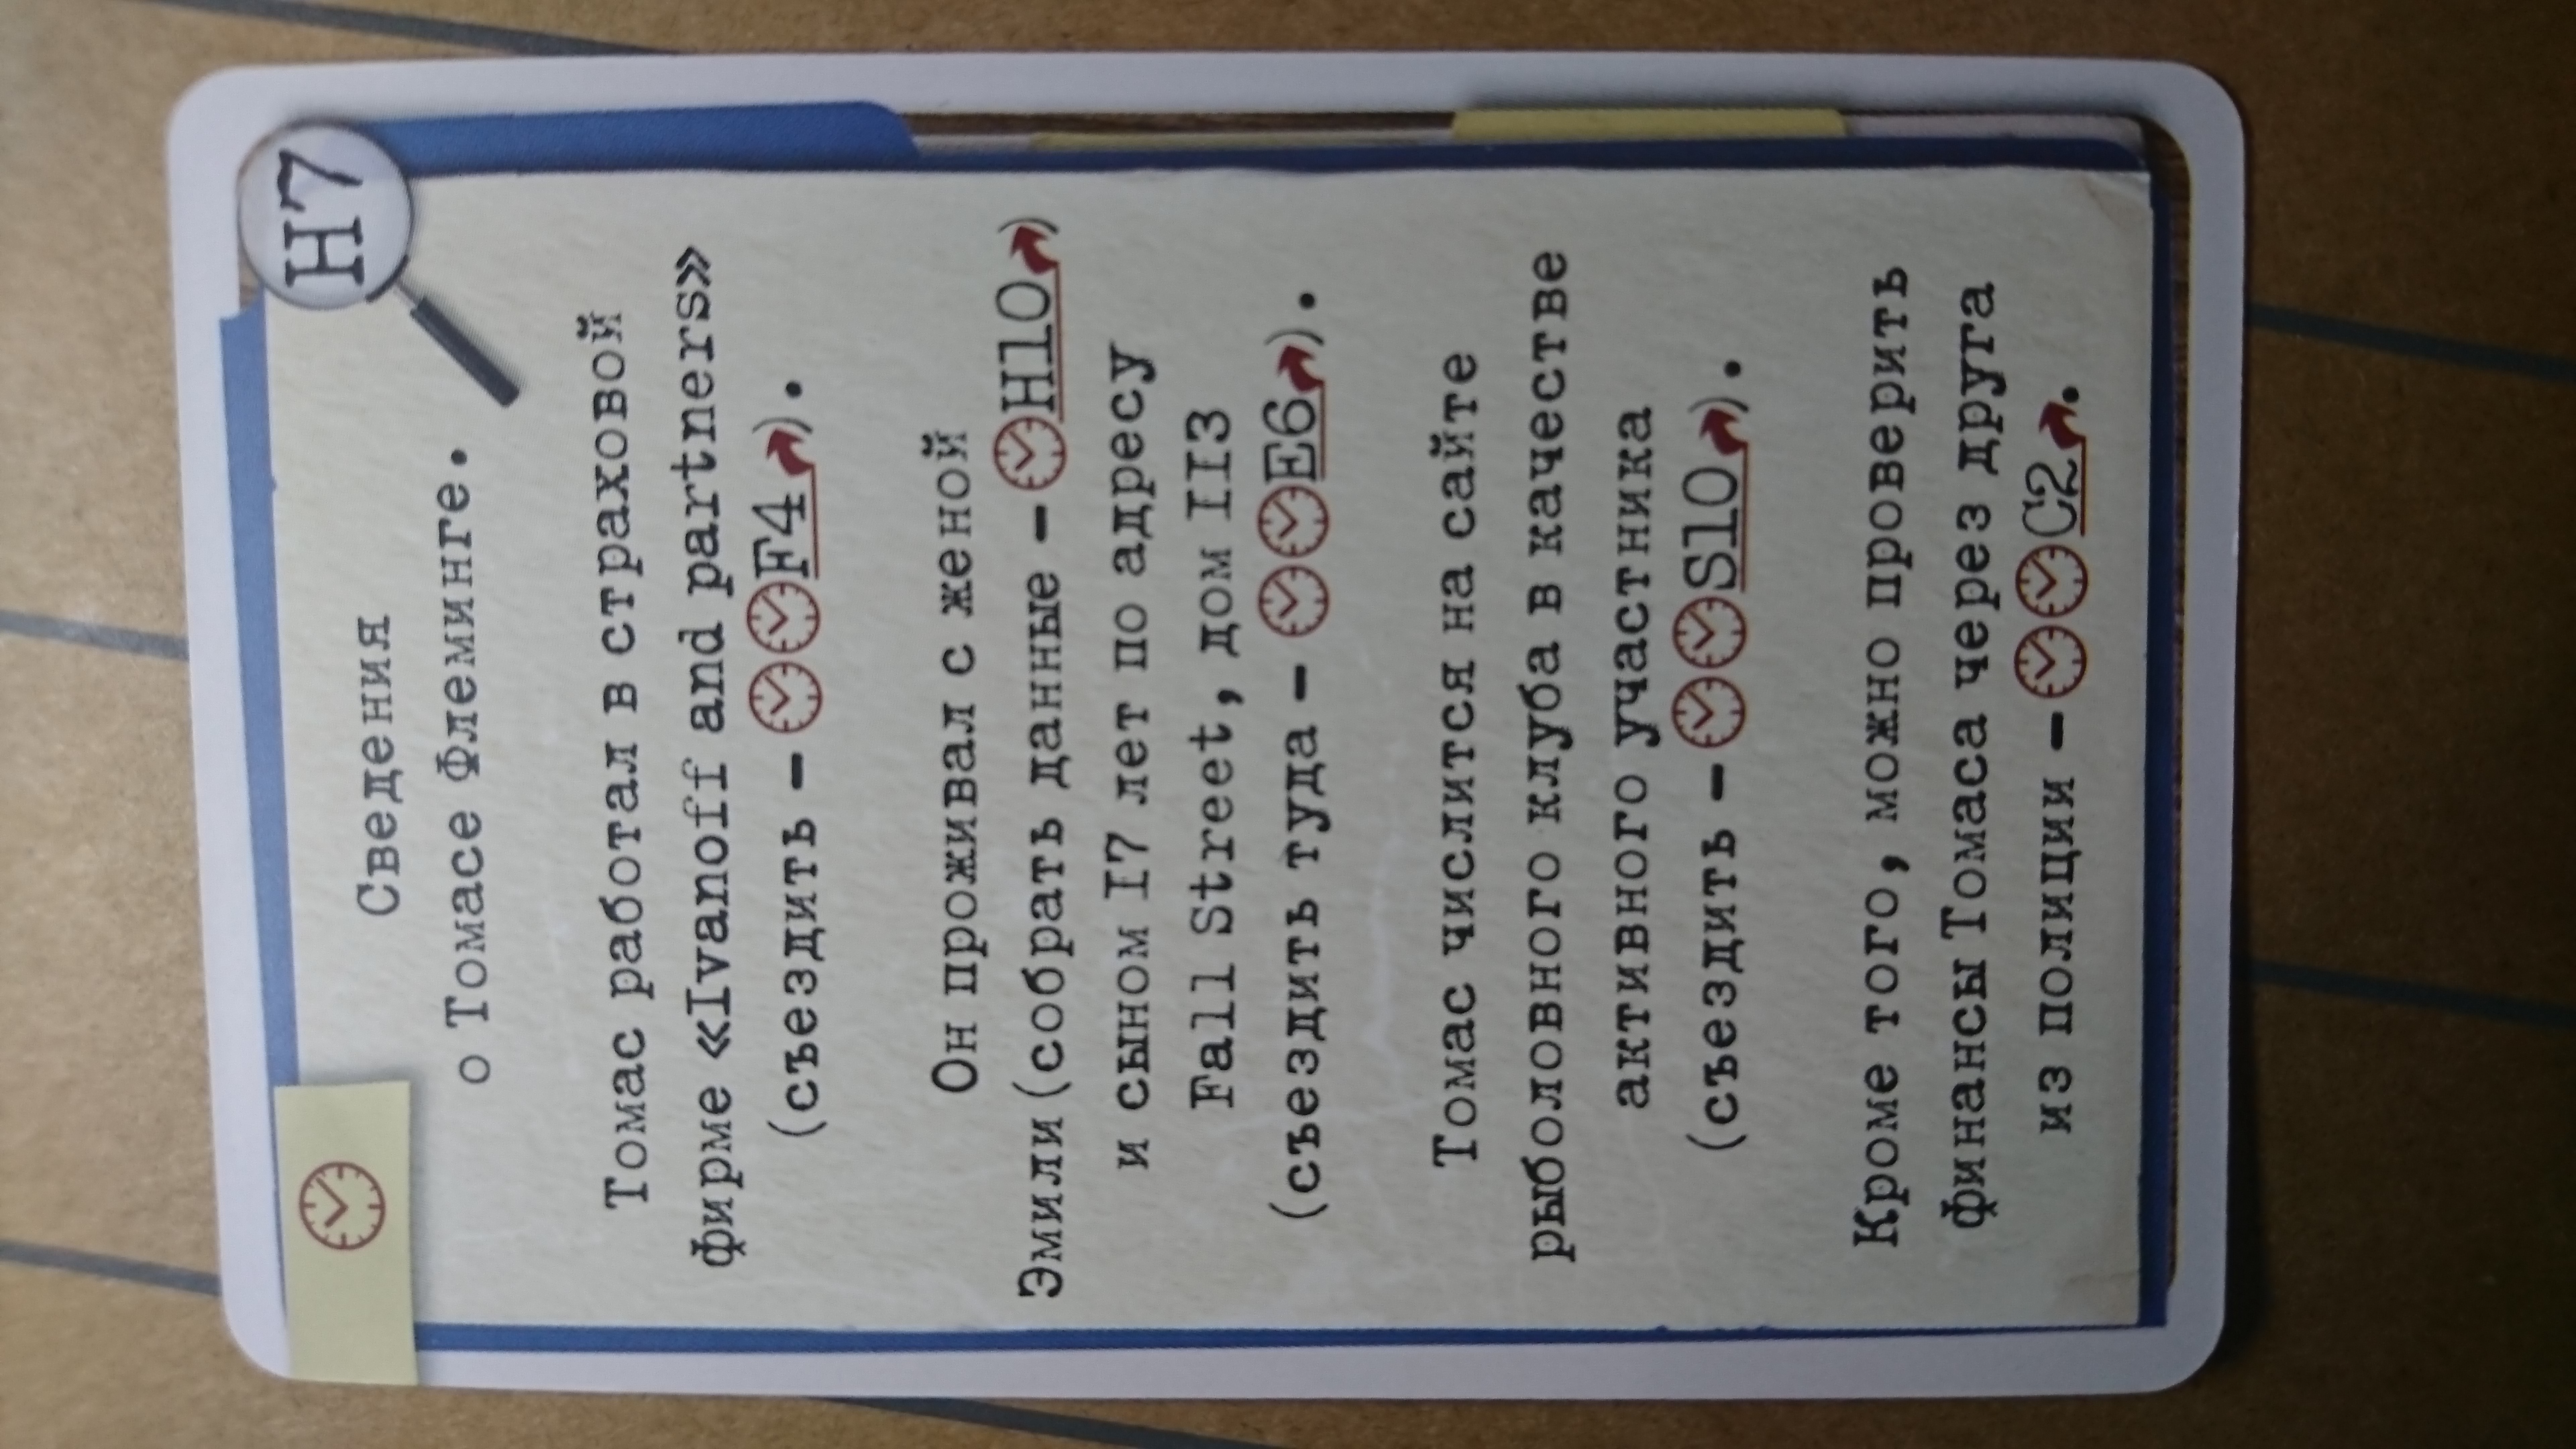 H7
Сведения
о Томасе Флеминге.
Томас работал в страховой
фирме «Ivanoff and partners»
(съездить – F4).
Он проживал с женой
Эмили (собрать данные – H10)
и сыном I7 лет по адресу
Fall Street, дом II3
(съездить туда – E6).
Томас числится на сайте
рыболовного клуба в качестве
активного участника
(съездить – S10).
Кроме того, можно проверить
финансы Томаса через друга
из полиции – C2.